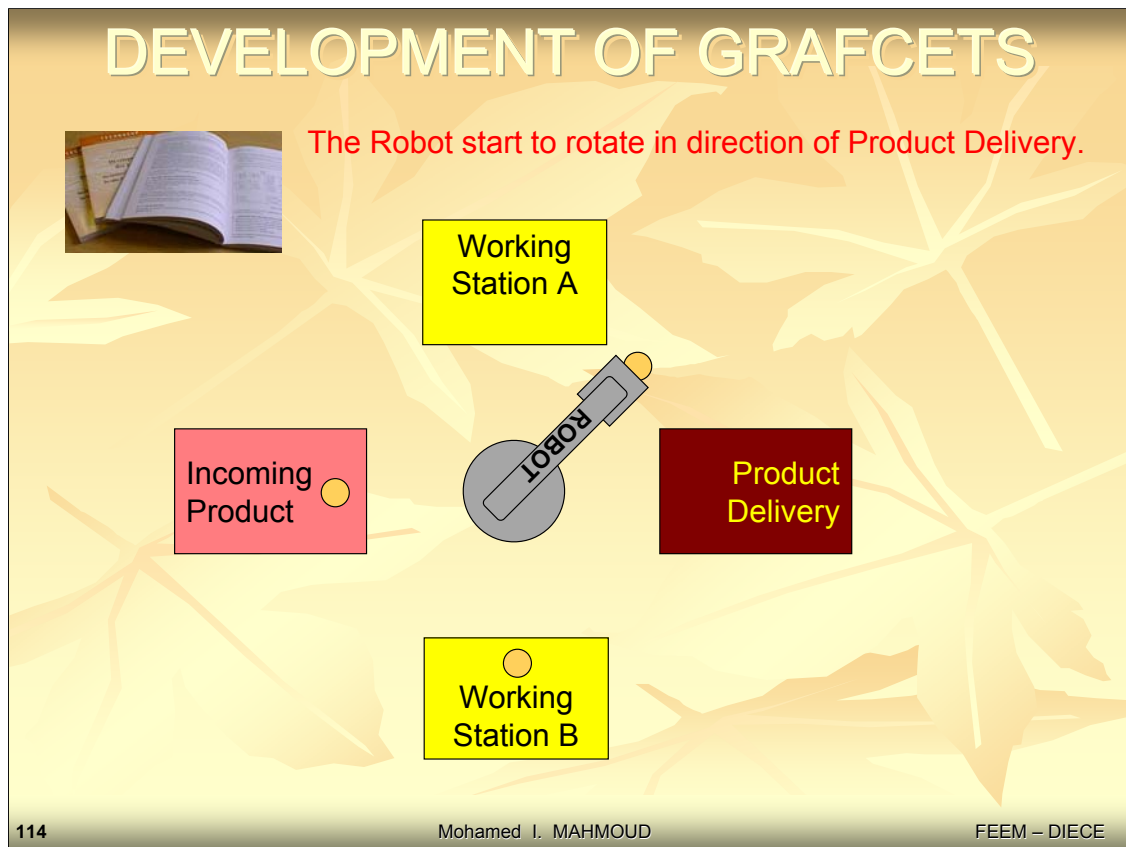 DEVELOPMENT OF GRAFCETS
The Robot start to rotate in direction of Product Delivery.
Working
Station A
ROBOT
Incoming
Product
Product
Delivery
Working
Station B
114
Mohamed I. MAHMOUD
FEEM – DIECE